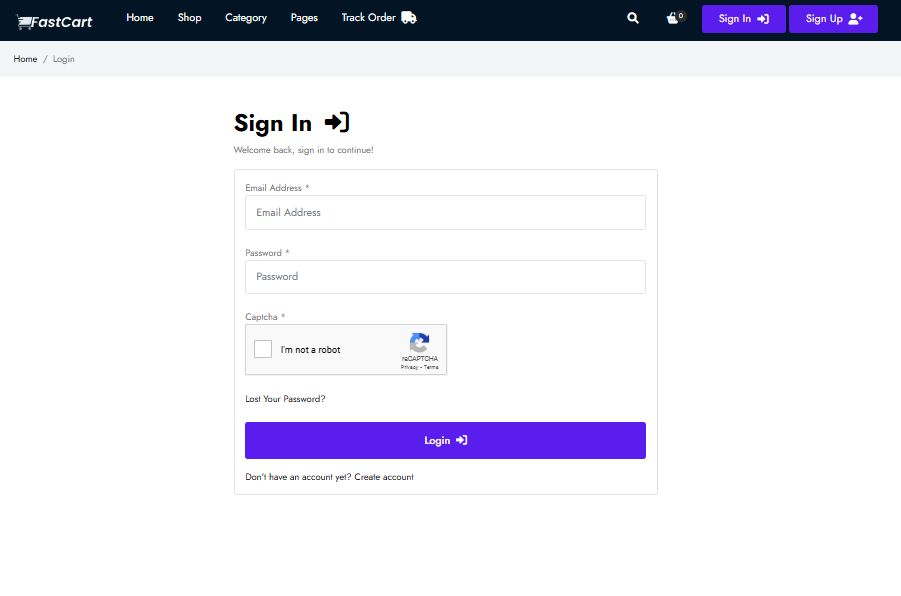 FastCart Home Shop Category Pages Track Order 0 Sign In Sign Up
Home / Login
Sign In
Welcome back, sign in to continue!
Email Address *
Email Address
Password *
Password
Captcha *
I'm not a robot
reCAPTCHA
Privacy - Terms
Lost Your Password?
Login
Don't have an account yet? Create account